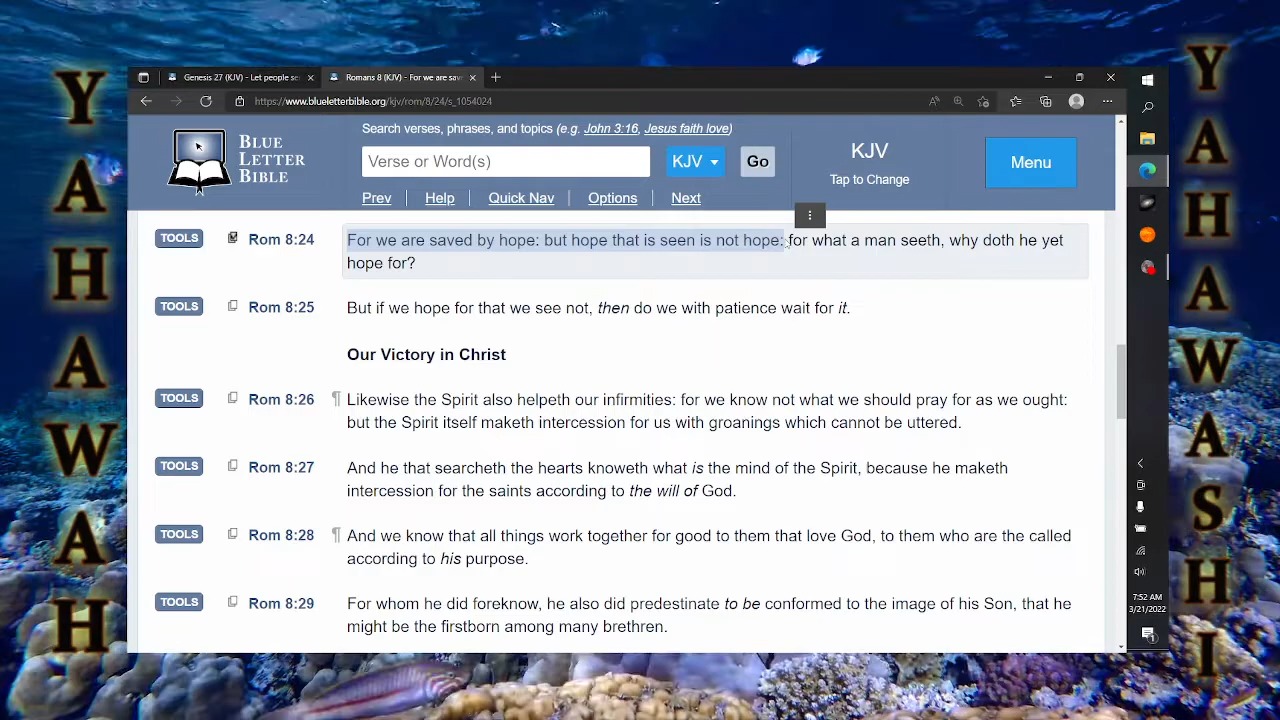 YAHAWAH
Genesis 27 (KJV) - Let people se
Romans 8 (KJV) - For we are sav
https://www.blueletterbible.org/kjv/rom/8/24/s_1054024
BLUE
LETTER
BIBLE
Search verses, phrases, and topics (e.g. John 3:16, Jesus faith love)
Verse or Word(s)
KJV
Go
Prev
Help
Quick Nav
Options
Next
KJV
Tap to Change
Menu
TOOLS Rom 8:24 For we are saved by hope: but hope that is seen is not hope: for what a man seeth, why doth he yet
hope for?
TOOLS Rom 8:25 But if we hope for that we see not, then do we with patience wait for it.
Our Victory in Christ
TOOLS Rom 8:26 ¶ Likewise the Spirit also helpeth our infirmities: for we know not what we should pray for as we ought:
but the Spirit itself maketh intercession for us with groanings which cannot be uttered.
TOOLS Rom 8:27 And he that searcheth the hearts knoweth what is the mind of the Spirit, because he maketh
intercession for the saints according to the will of God.
TOOLS Rom 8:28 ¶ And we know that all things work together for good to them that love God, to them who are the called
according to his purpose.
TOOLS Rom 8:29 For whom he did foreknow, he also did predestinate to be conformed to the image of his Son, that he
might be the firstborn among many brethren.
7:52 AM
3/21/2022
1
YAHAWASHI